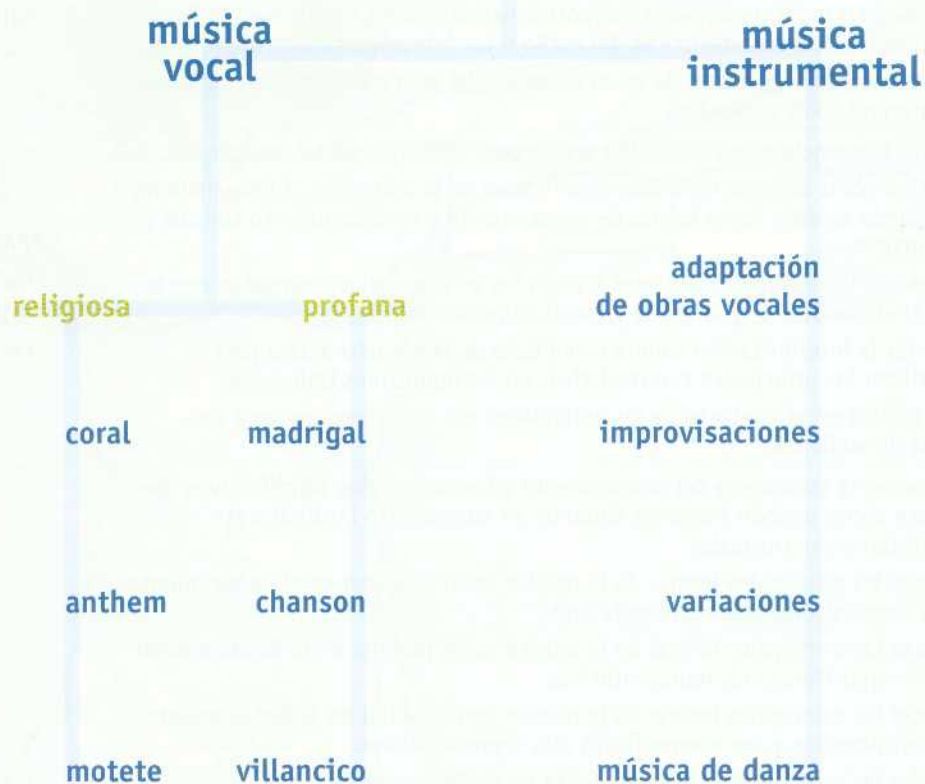 música
vocal
música
instrumental
religiosa
profana
adaptación
de obras vocales
coral
madrigal
improvisaciones
anthem
chanson
variaciones
motete
villancico
música de danza